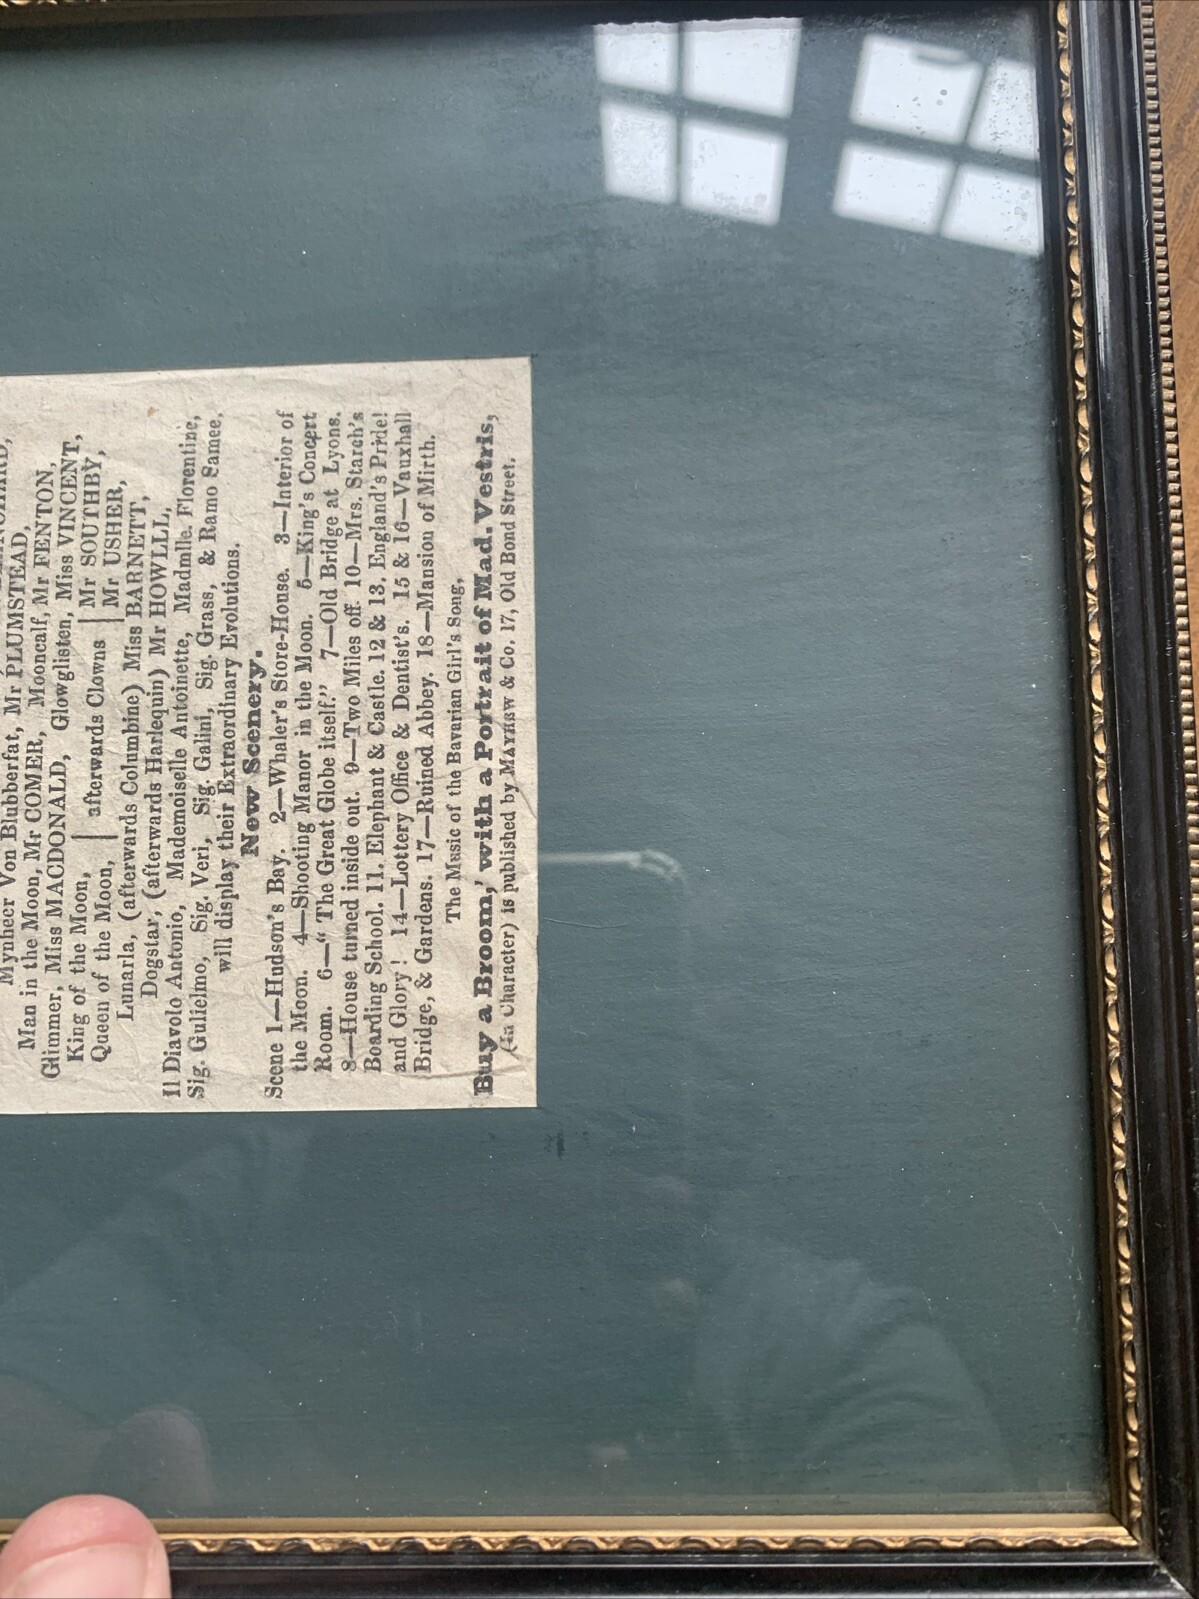 Mynheer Von Blubberfat, Mr PLUMSTEAD,
Man in the Moon, Mr COMER, Mooncalf, Mr FENTON,
Glimmer, Miss MACDONALD, Glowglisten, Miss VINCENT,
King of the Moon, | afterwards Clowns | Mr SOUTHBY,
Queen of the Moon, | Mr USHER,
Lunarla, (afterwards Columbine) Miss BARNETT,
Dogstar, (afterwards Harlequin) Mr HOWLLL,
Il Diavolo Antonio, Mademoiselle Antoinette, Madmlle. Florentine,
Sig. Gulielmo, Sig. Veri, Sig. Galini, Sig. Grass, & Ramo Samee,
will display their Extraordinary Evolutions.
New Scenery.
Scene 1—Hudson's Bay. 2—Whaler's Store-House. 3—Interior of
the Moon. 4—Shooting Manor in the Moon. 5—King's Concert
Room. 6—“ The Great Globe itself.” 7—Old Bridge at Lyons.
8—House turned inside out. 9—Two Miles off. 10—Mrs. Starch's
Boarding School. 11. Elephant & Castle. 12 & 13. England's Pride!
and Glory! 14—Lottery Office & Dentist's. 15 & 16—Vauxhall
Bridge, & Gardens. 17—Ruined Abbey. 18—Mansion of Mirth.
The Music of the Bavarian Girl's Song,
Buy a Broom,' with a Portrait of Mad. Vestris,
(in Character) is published by MAYHEW & Co. 17, Old Bond Street.